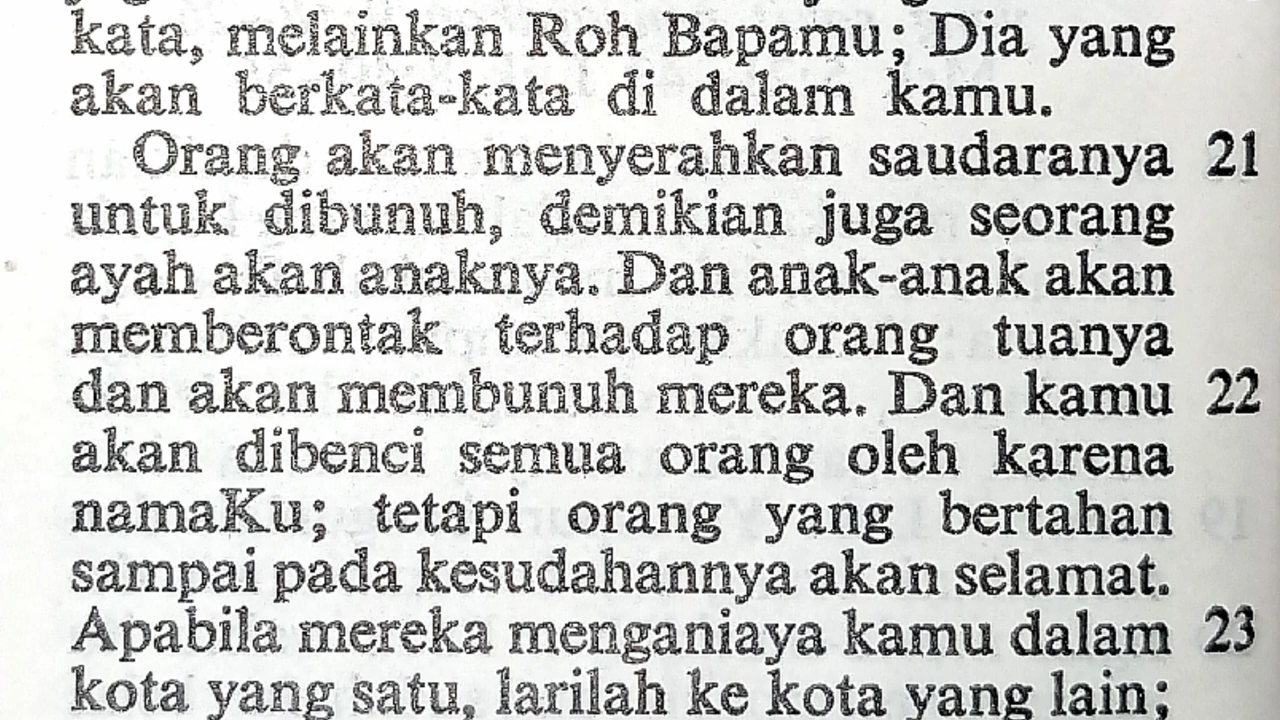 kata, melainkan Roh Bapamu; Dia yang
akan berkata-kata di dalam kamu.
Orang akan menyerahkan saudaranya 21
untuk dibunuh, demikian juga seorang
ayah akan anaknya. Dan anak-anak akan
memberontak terhadap orang tuanya
dan akan membunuh mereka. Dan kamu 22
akan dibenci semua orang oleh karena
namaKu; tetapi orang yang bertahan
sampai pada kesudahannya akan selamat.
Apabila mereka menganiaya kamu dalam 23
kota yang satu, larilah ke kota yang lain;